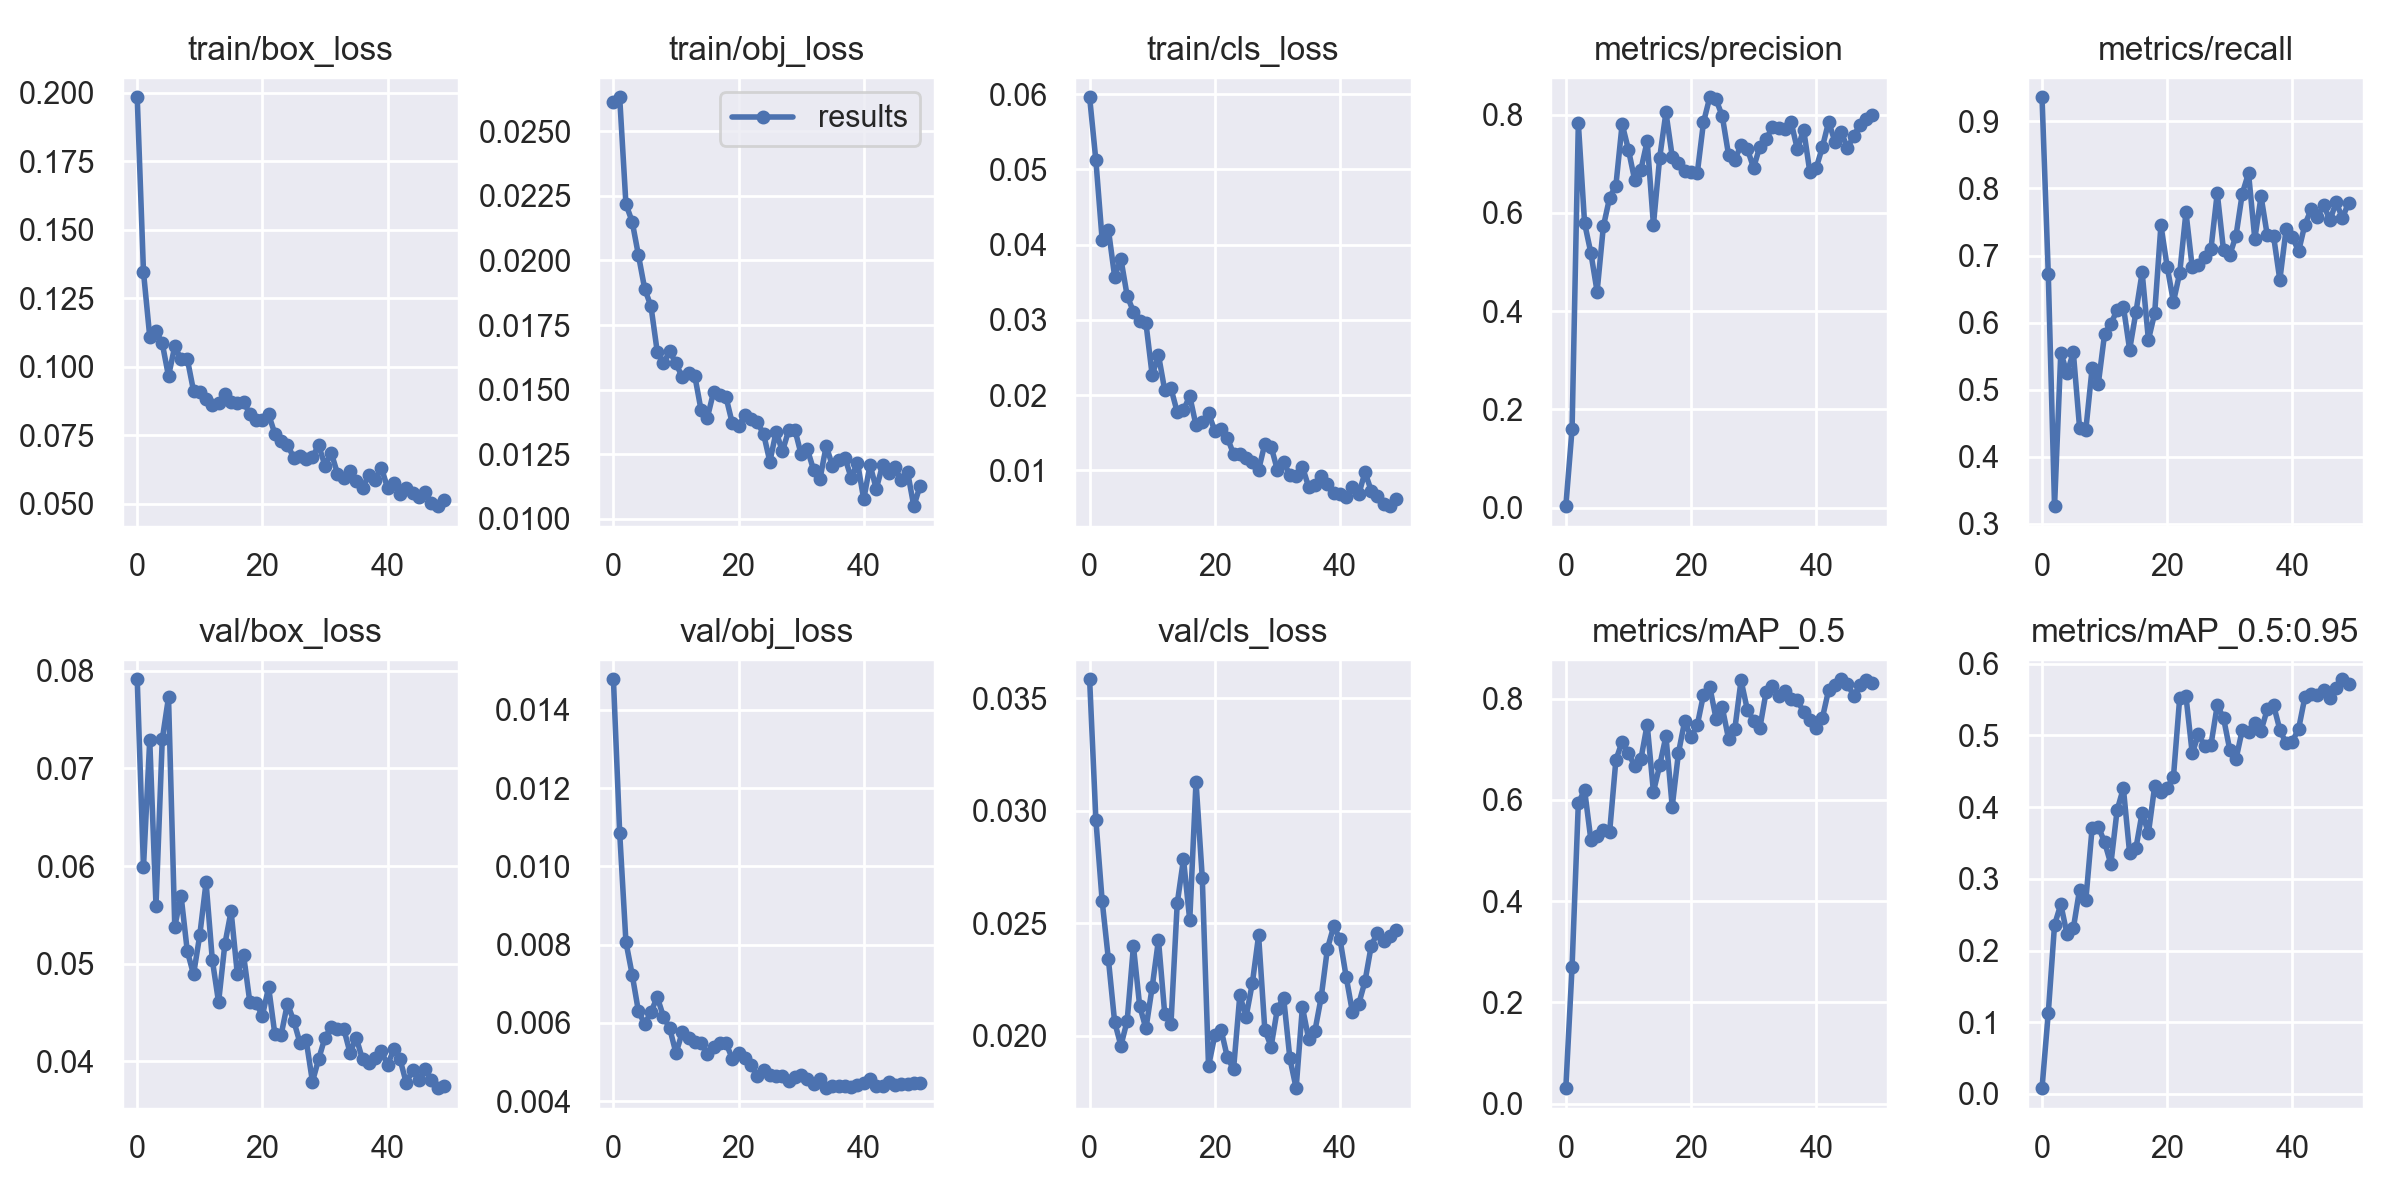 train/box_loss
0.200
0.175
0.150
0.125
0.100
0.075
0.050
0 20 40
train/obj_loss
results
0.0250
0.0225
0.0200
0.0175
0.0150
0.0125
0.0100
0 20 40
train/cls_loss
0.06
0.05
0.04
0.03
0.02
0.01
0 20 40
metrics/precision
0.8
0.6
0.4
0.2
0.0
0 20 40
metrics/recall
0.9
0.8
0.7
0.6
0.5
0.4
0.3
0 20 40
val/box_loss
0.08
0.07
0.06
0.05
0.04
0 20 40
val/obj_loss
0.014
0.012
0.010
0.008
0.006
0.004
0 20 40
val/cls_loss
0.035
0.030
0.025
0.020
0 20 40
metrics/mAP_0.5
0.8
0.6
0.4
0.2
0.0
0 20 40
metrics/mAP_0.5:0.95
0.6
0.5
0.4
0.3
0.2
0.1
0.0
0 20 40